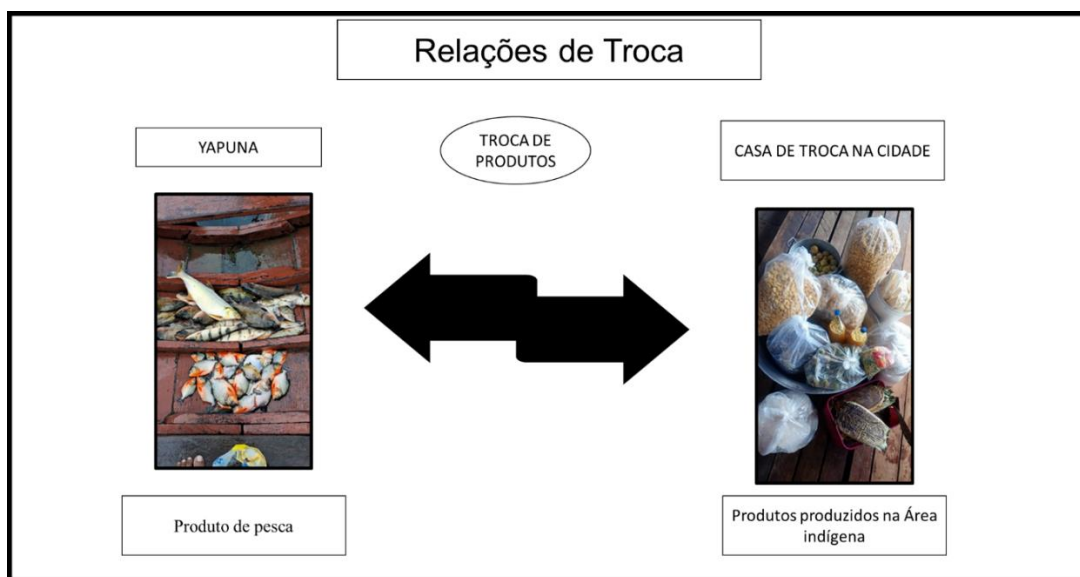 Relações de Troca
YAPUNA
TROCA DE
PRODUTOS
CASA DE TROCA NA CIDADE
Produto de pesca
Produtos produzidos na Área
indígena